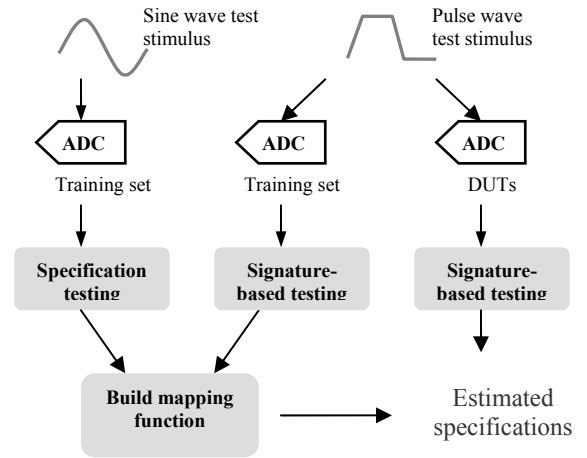 Sine wave test
stimulus
Pulse wave
test stimulus
ADC
ADC
ADC
Training set
Training set
DUTs
Specification
testing
Signature-
based testing
Signature-
based testing
Build mapping
function
Estimated
specifications